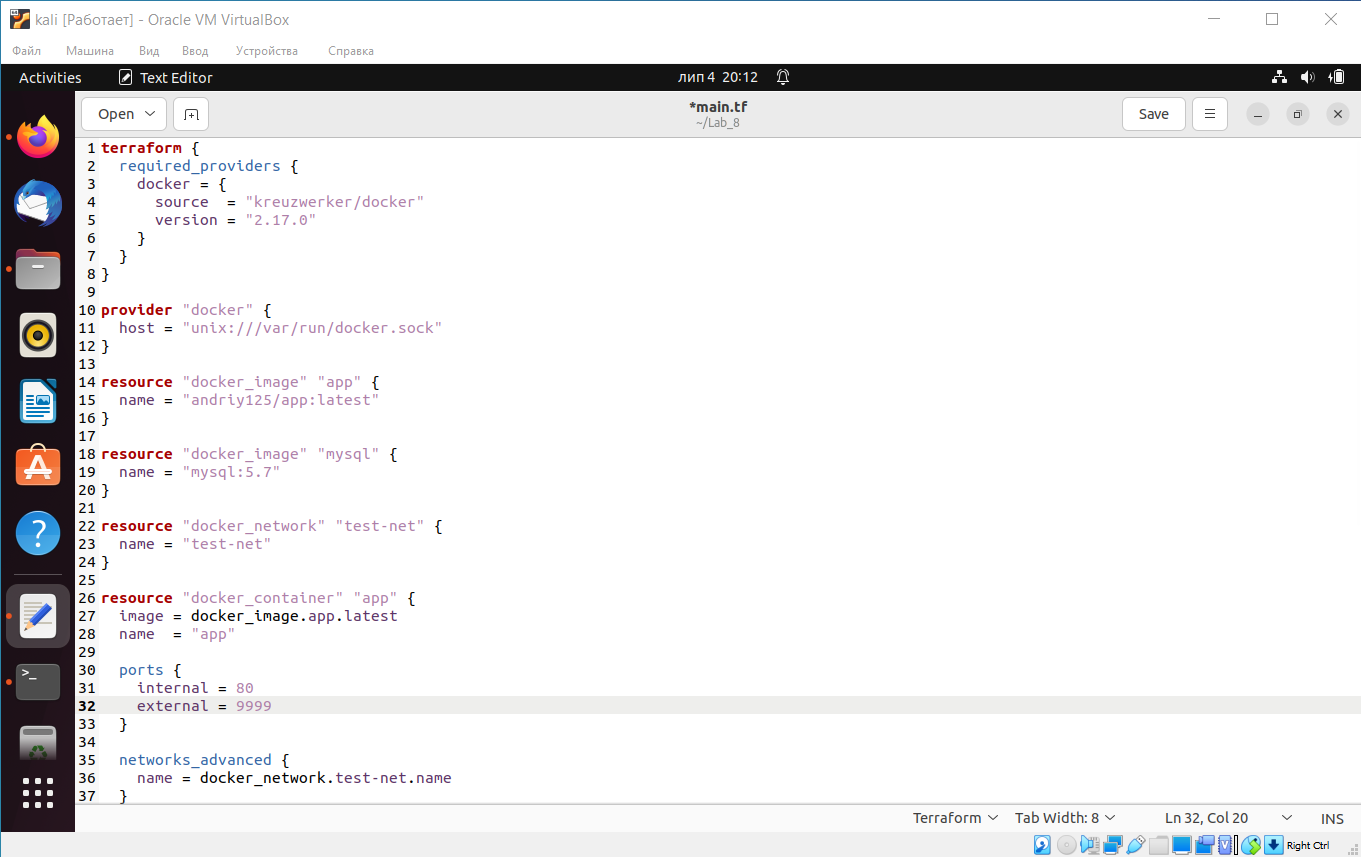 kali [Работает] - Oracle VM VirtualBox
Файл Машина Вид Ввод Устройства Справка
Activities Text Editor лип 4 20:12
Open *main.tf Save
~/Lab_8
1 terraform {
2   required_providers {
3     docker = {
4       source  = "kreuzwerker/docker"
5       version = "2.17.0"
6     }
7   }
8 }
9
10 provider "docker" {
11   host = "unix:///var/run/docker.sock"
12 }
13
14 resource "docker_image" "app" {
15   name = "andriy125/app:latest"
16 }
17
18 resource "docker_image" "mysql" {
19   name = "mysql:5.7"
20 }
21
22 resource "docker_network" "test-net" {
23   name = "test-net"
24 }
25
26 resource "docker_container" "app" {
27   image = docker_image.app.latest
28   name  = "app"
29
30   ports {
31     internal = 80
32     external = 9999
33   }
34
35   networks_advanced {
36     name = docker_network.test-net.name
37   }
Terraform Tab Width: 8 Ln 32, Col 20 INS
Right Ctrl